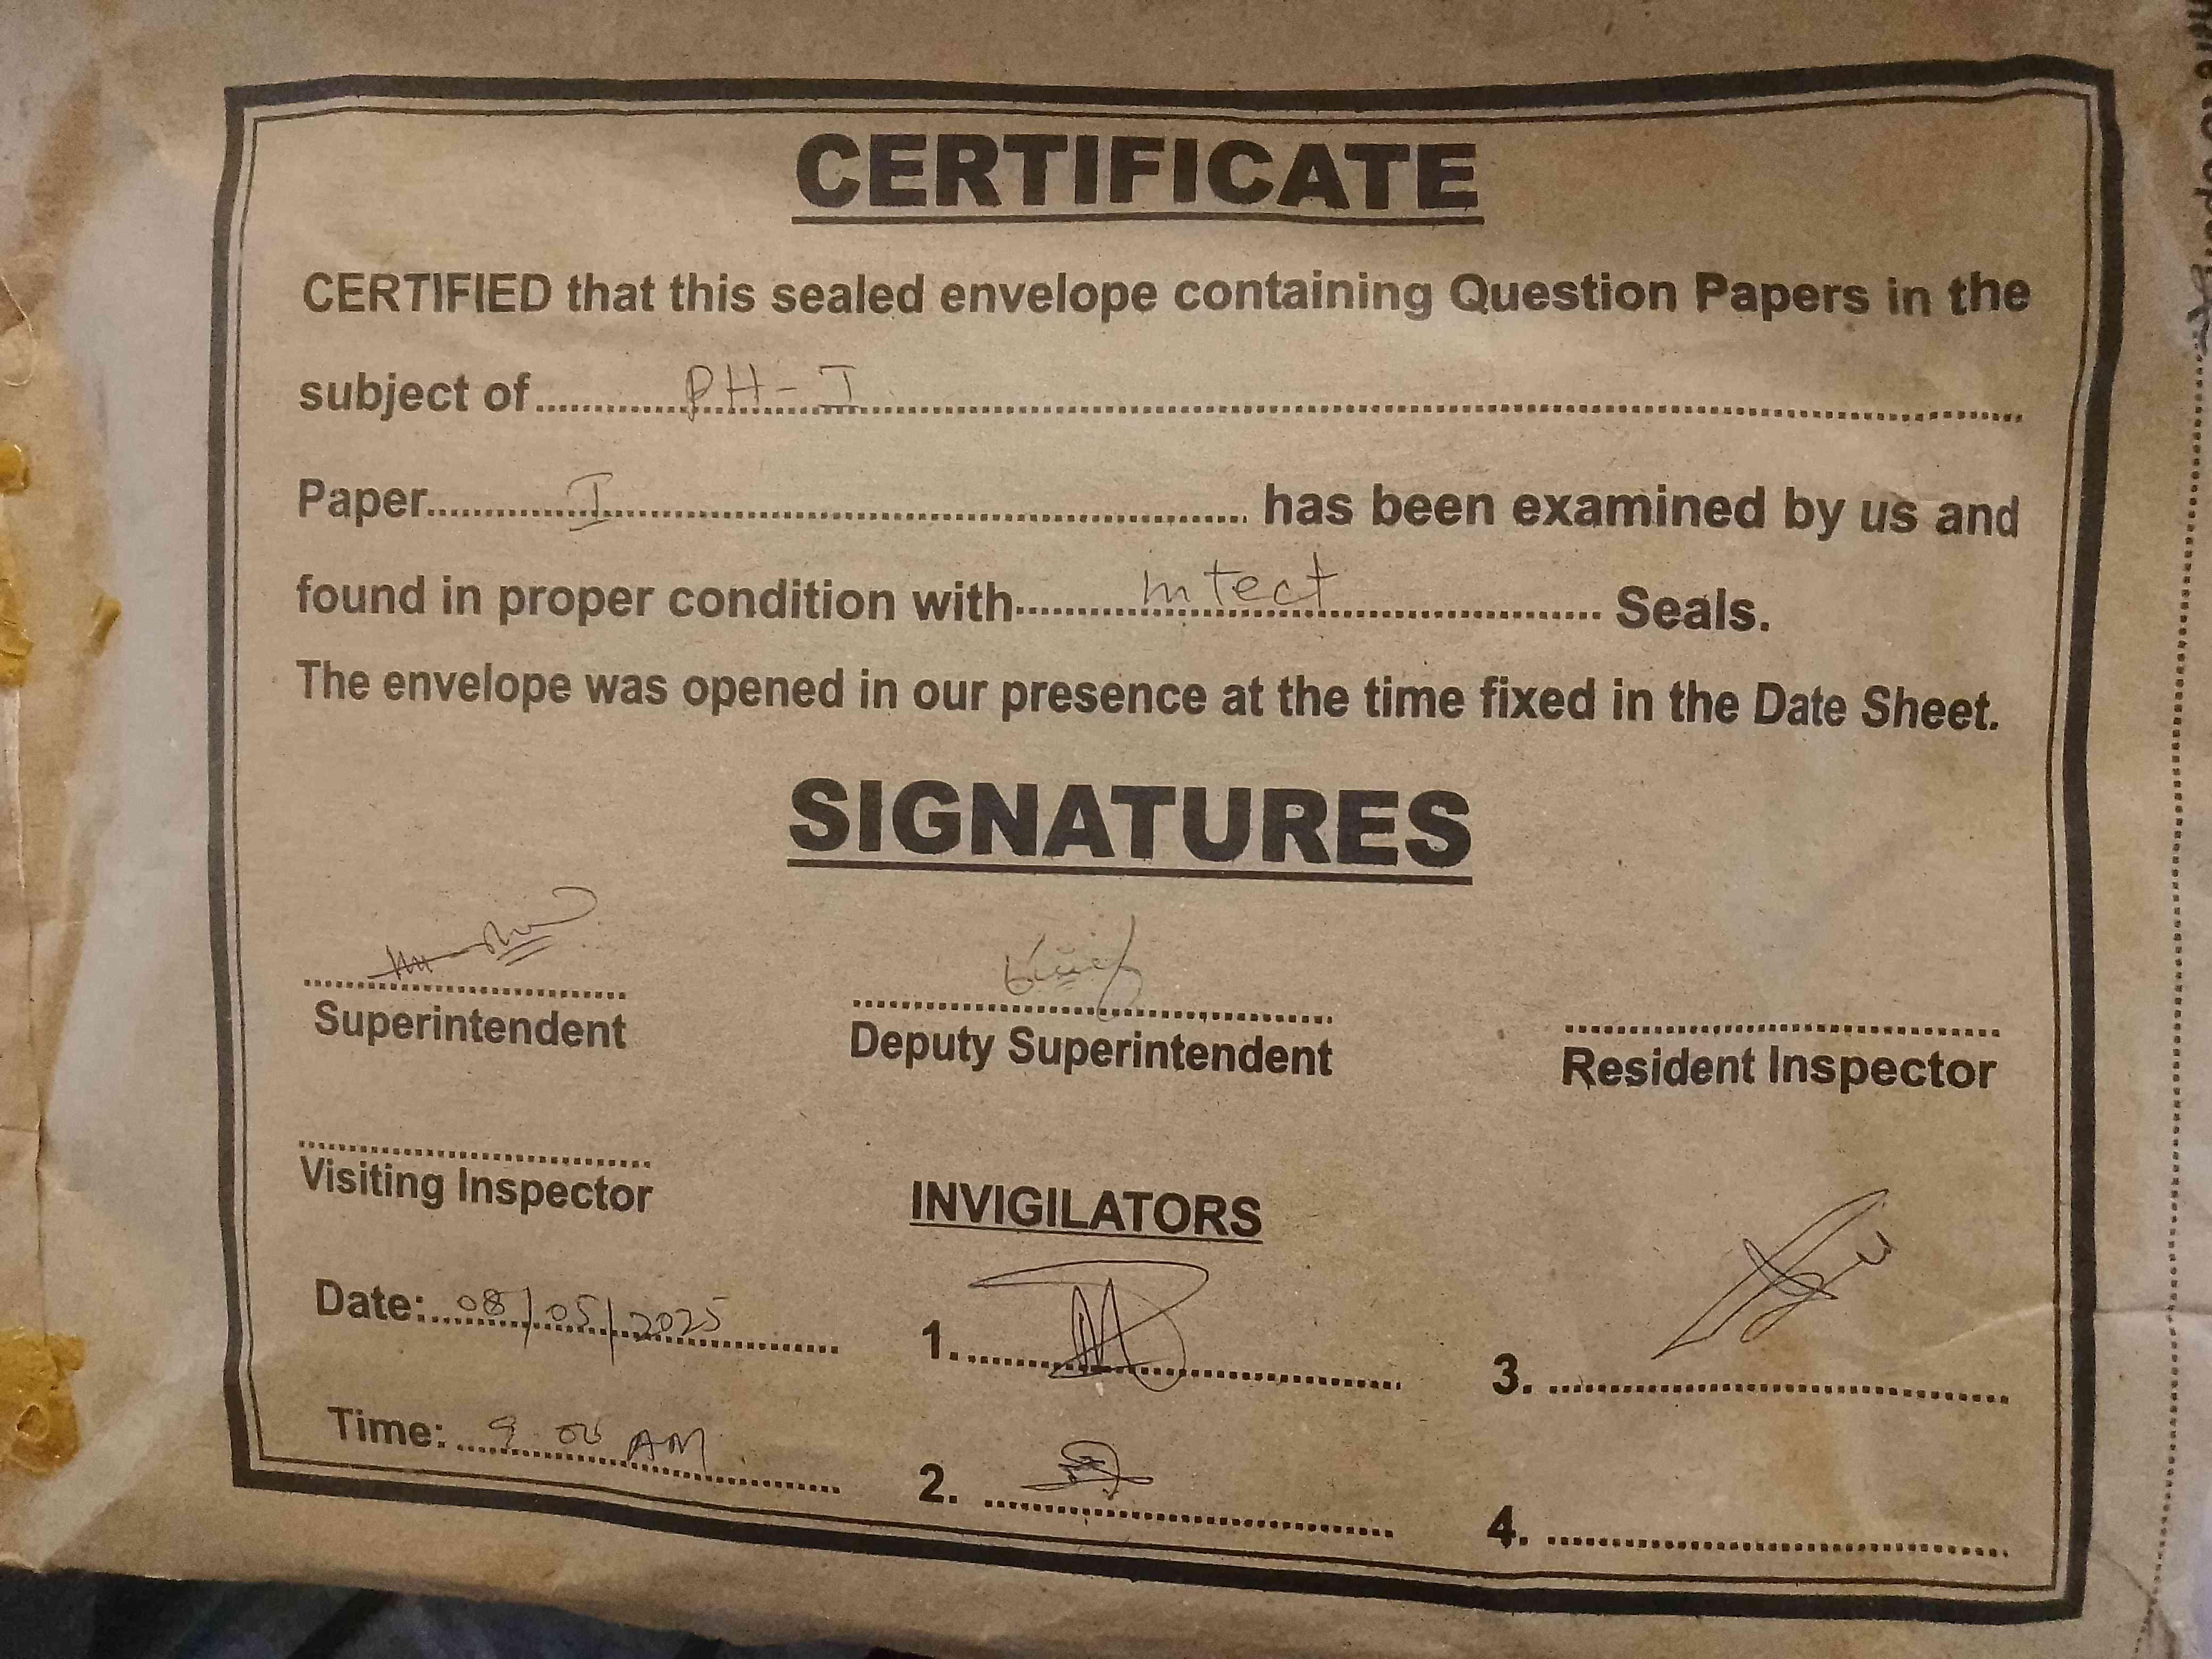 CERTIFICATE
CERTIFIED that this sealed envelope containing Question Papers in the
subject of PH-I
Paper I has been examined by us and
found in proper condition with intect Seals.
The envelope was opened in our presence at the time fixed in the Date Sheet.
SIGNATURES
Superintendent
Deputy Superintendent
Resident Inspector
Visiting Inspector
INVIGILATORS
Date: 08/05/2025
1.
3.
Time: 9 00 AM
2.
4.